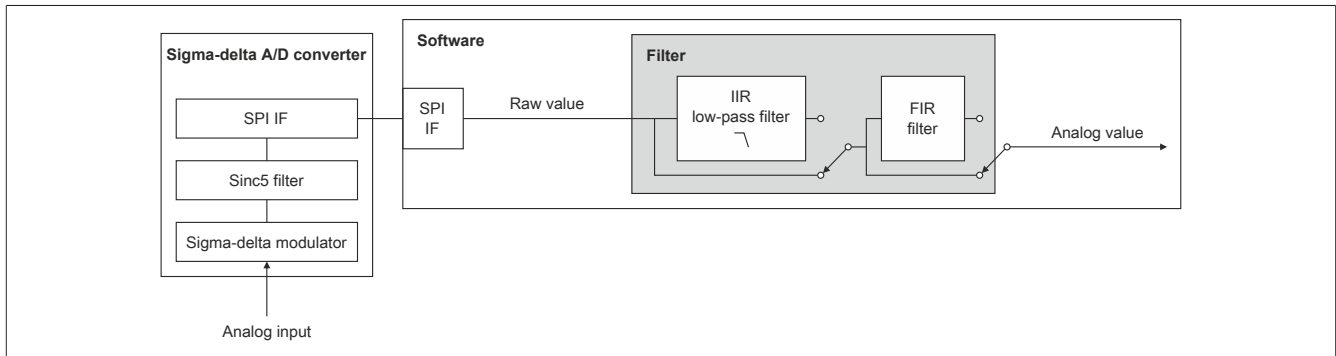 Software
Sigma-delta A/D converter
Filter
SPI IF
Sinc5 filter
Sigma-delta modulator
Analog input
SPI
IF
Raw value
IIR
low-pass filter
FIR
filter
Analog value